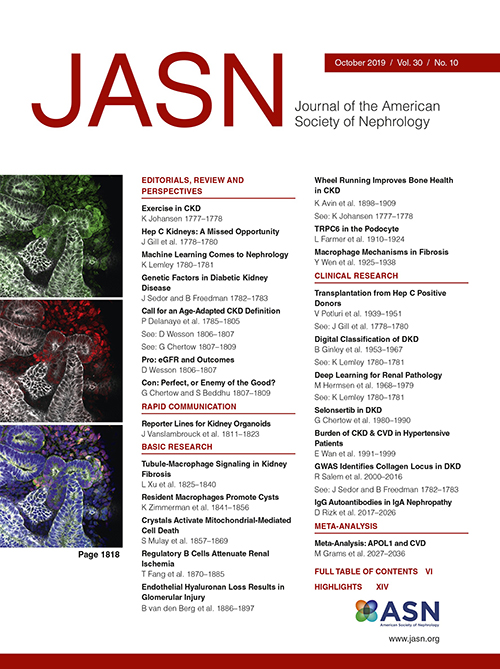 October 2019 / Vol. 30 / No. 10
JASN
Journal of the American
Society of Nephrology
EDITORIALS, REVIEW AND
PERSPECTIVES
Exercise in CKD
K Johansen 1777–1778
Hep C Kidneys: A Missed Opportunity
J Gill et al. 1778–1780
Machine Learning Comes to Nephrology
K Lemley 1780–1781
Genetic Factors in Diabetic Kidney
Disease
J Sedor and B Freedman 1782–1783
Call for an Age-Adapted CKD Definition
P Delanaye et al. 1785–1805
See: D Wesson 1806–1807
See: G Chertow 1807–1809
Pro: eGFR and Outcomes
D Wesson 1806-1807
Con: Perfect, or Enemy of the Good?
G Chertow and S Beddhu 1807–1809
RAPID COMMUNICATION
Reporter Lines for Kidney Organoids
J Vanslambrouck et al. 1811–1823
BASIC RESEARCH
Tubule-Macrophage Signaling in Kidney
Fibrosis
L Xu et al. 1825–1840
Resident Macrophages Promote Cysts
K Zimmerman et al. 1841–1856
Crystals Activate Mitochondrial-Mediated
Cell Death
S Mulay et al. 1857–1869
Regulatory B Cells Attenuate Renal
Ischemia
T Fang et al. 1870–1885
Endothelial Hyaluronan Loss Results in
Glomerular Injury
B van den Berg et al. 1886–1897
Page 1818
Wheel Running Improves Bone Health
in CKD
K Avin et al. 1898–1909
See: K Johansen 1777–1778
TRPC6 in the Podocyte
L Farmer et al. 1910–1924
Macrophage Mechanisms in Fibrosis
Y Wen et al. 1925–1938
CLINICAL RESEARCH
Transplantation from Hep C Positive
Donors
V Potluri et al. 1939–1951
See: J Gill et al. 1778–1780
Digital Classification of DKD
B Ginley et al. 1953–1967
See: K Lemley 1780–1781
Deep Learning for Renal Pathology
M Hermsen et al. 1968–1979
See: K Lemley 1780–1781
Selonsertib in DKD
G Chertow et al. 1980–1990
Burden of CKD & CVD in Hypertensive
Patients
E Wan et al. 1991–1999
GWAS Identifies Collagen Locus in DKD
R Salem et al. 2000–2016
See: J Sedor and B Freedman 1782–1783
IgG Autoantibodies in IgA Nephropathy
D Rizk et al. 2017–2026
META-ANALYSIS
Meta-Analysis: APOL1 and CVD
M Grams et al. 2027–2036
FULL TABLE OF CONTENTS VI
HIGHLIGHTS XIV
ASN
American Society of Nephrology
www.jasn.org